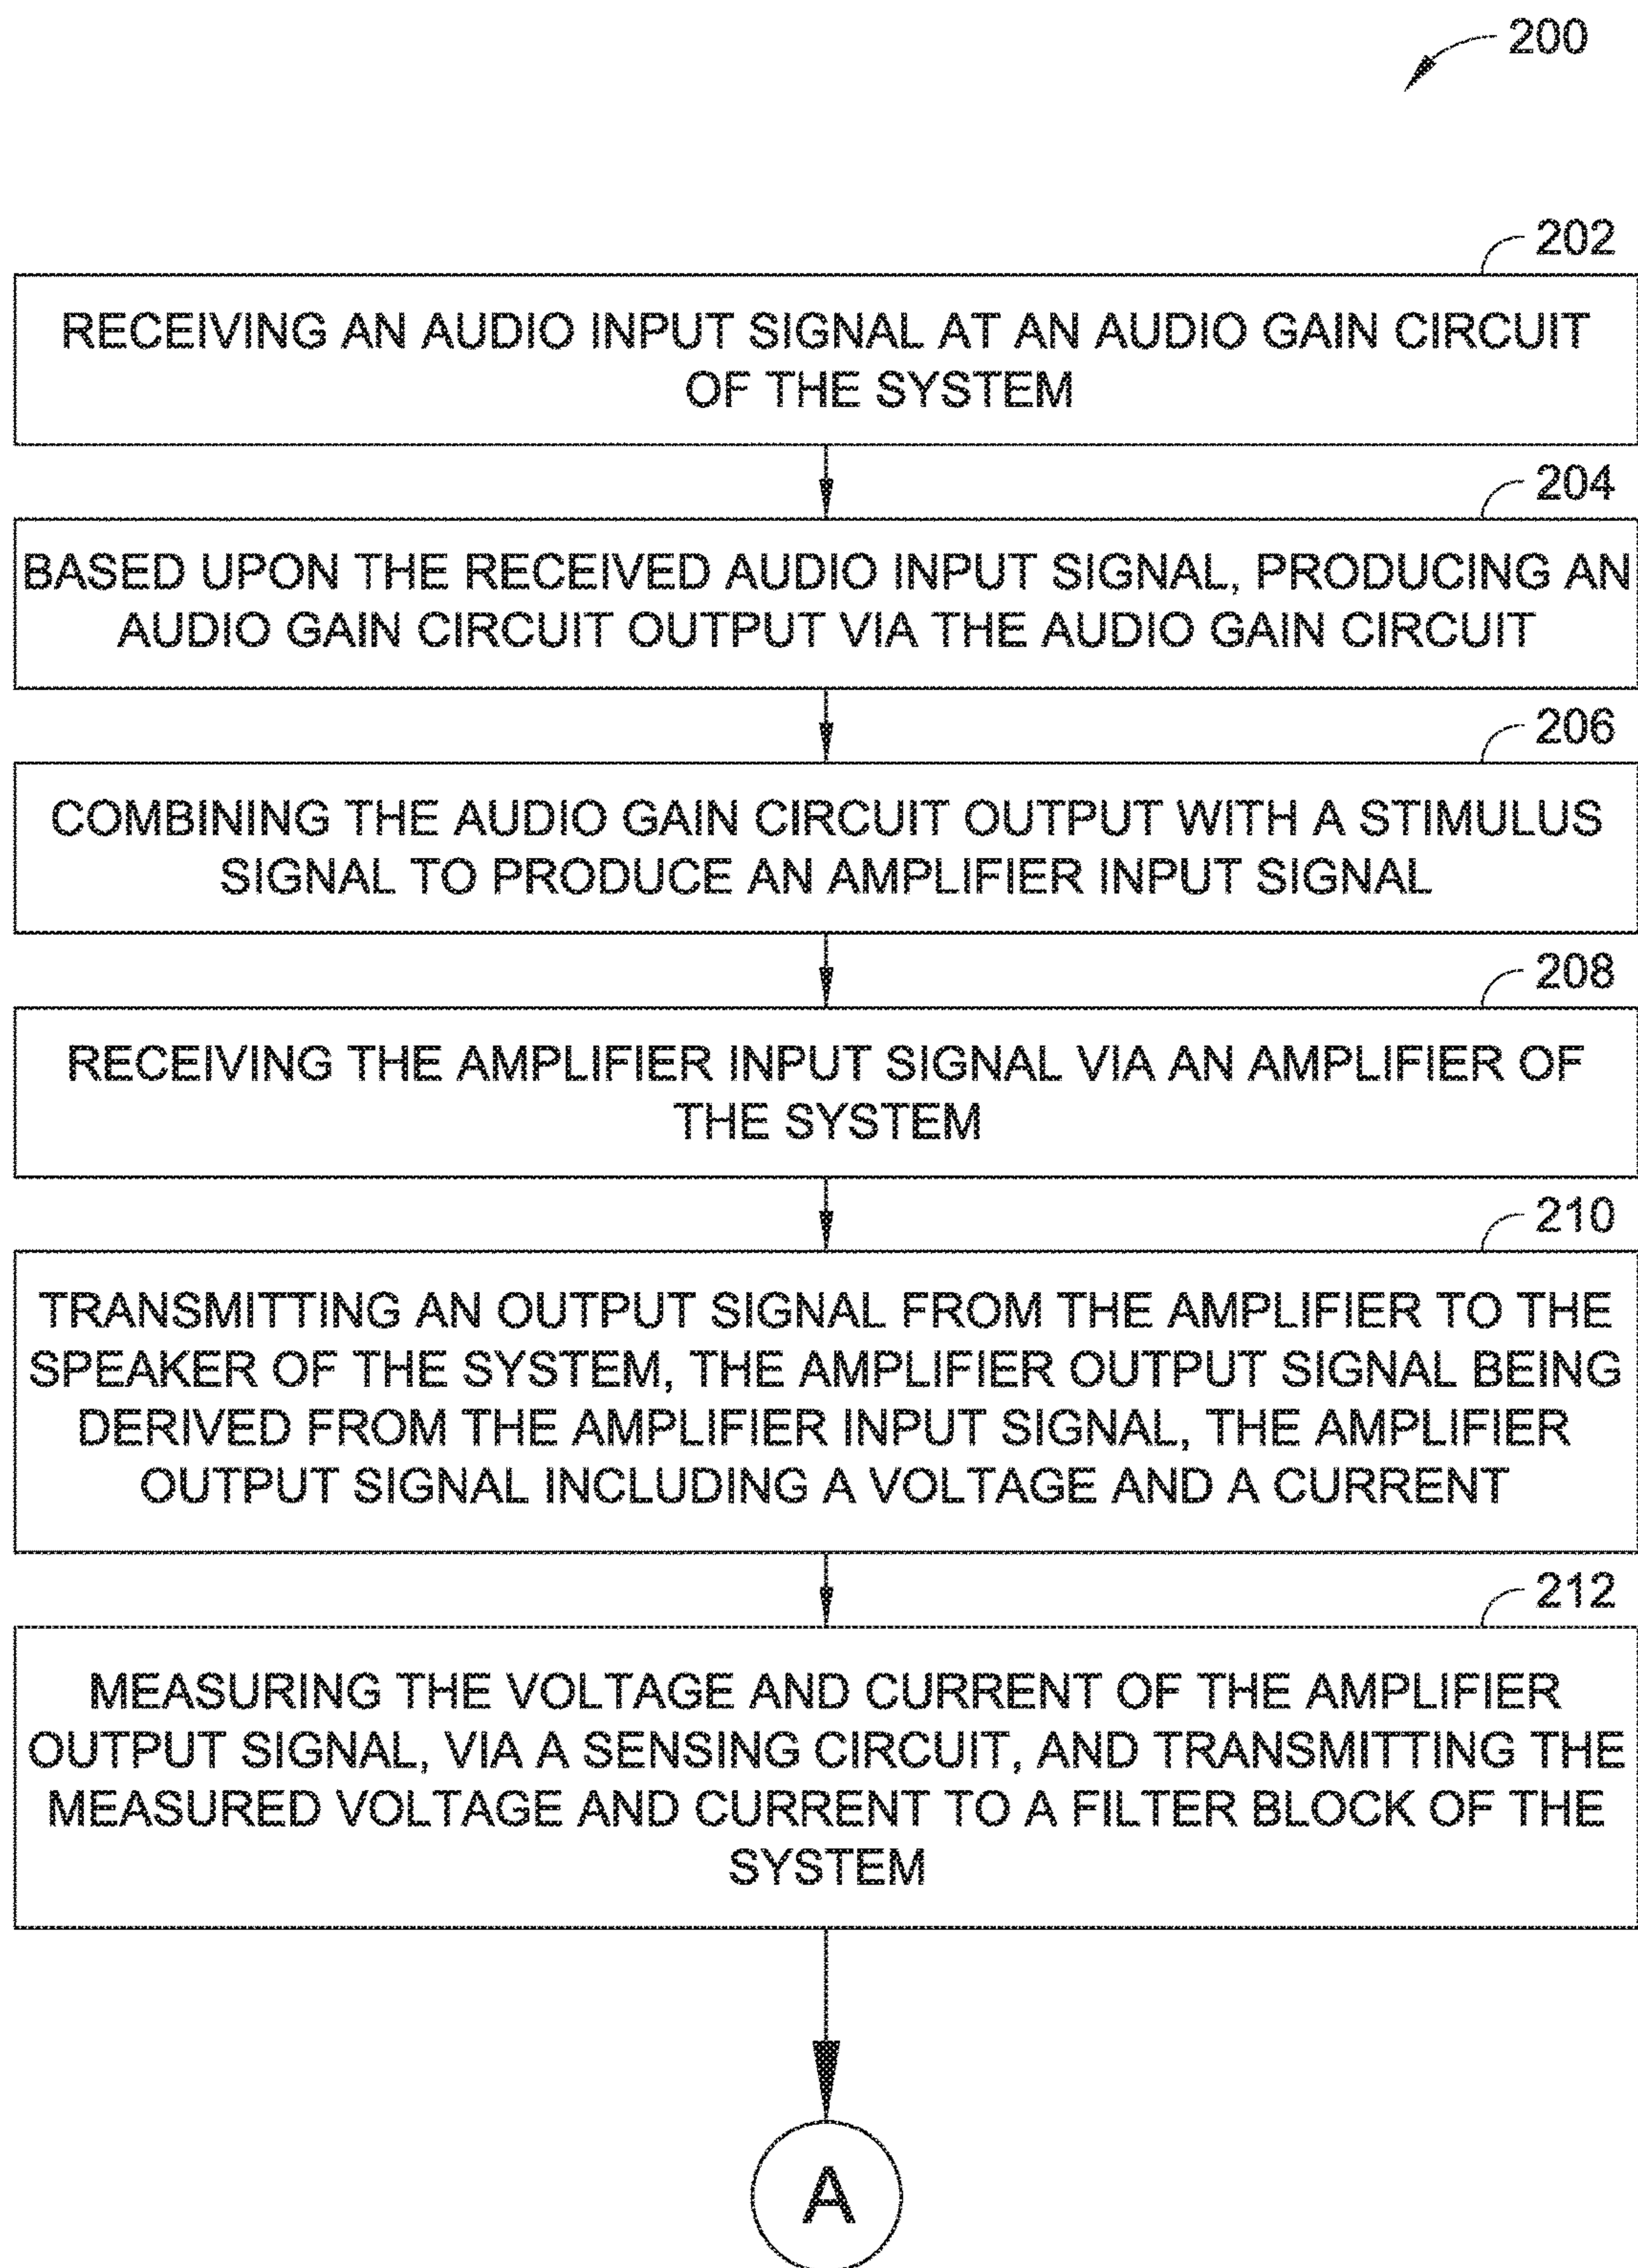 200
202
RECEIVING AN AUDIO INPUT SIGNAL AT AN AUDIO GAIN CIRCUIT
OF THE SYSTEM
204
BASED UPON THE RECEIVED AUDIO INPUT SIGNAL, PRODUCING AN
AUDIO GAIN CIRCUIT OUTPUT VIA THE AUDIO GAIN CIRCUIT
206
COMBINING THE AUDIO GAIN CIRCUIT OUTPUT WITH A STIMULUS
SIGNAL TO PRODUCE AN AMPLIFIER INPUT SIGNAL
208
RECEIVING THE AMPLIFIER INPUT SIGNAL VIA AN AMPLIFIER OF
THE SYSTEM
210
TRANSMITTING AN OUTPUT SIGNAL FROM THE AMPLIFIER TO THE
SPEAKER OF THE SYSTEM, THE AMPLIFIER OUTPUT SIGNAL BEING
DERIVED FROM THE AMPLIFIER INPUT SIGNAL, THE AMPLIFIER
OUTPUT SIGNAL INCLUDING A VOLTAGE AND A CURRENT
212
MEASURING THE VOLTAGE AND CURRENT OF THE AMPLIFIER
OUTPUT SIGNAL, VIA A SENSING CIRCUIT, AND TRANSMITTING THE
MEASURED VOLTAGE AND CURRENT TO A FILTER BLOCK OF THE
SYSTEM
A